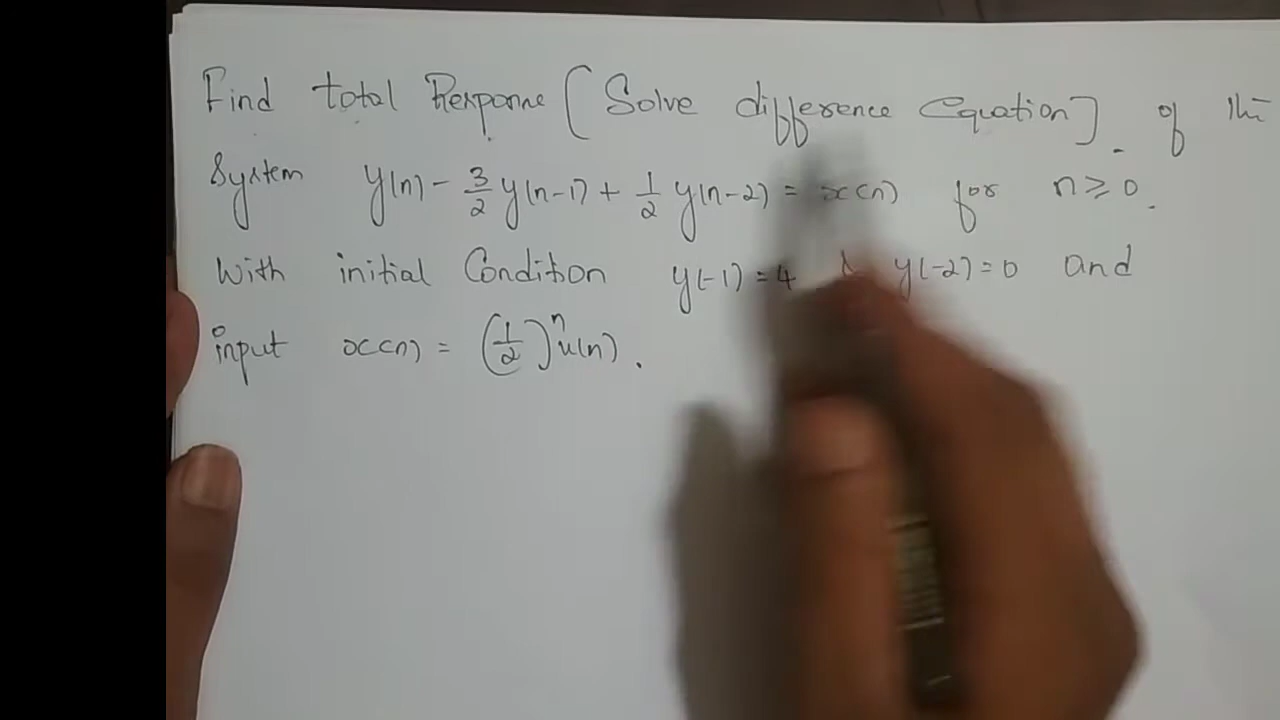 Find total Response [Solve difference Equation] of the
System y(n) - 3/2 y(n-1) + 1/2 y(n-2) = x(n) for n ≥ 0.
With initial Condition y(-1) = 4 & y(-2) = 0 and
input x(n) = (1/2)^n u(n).